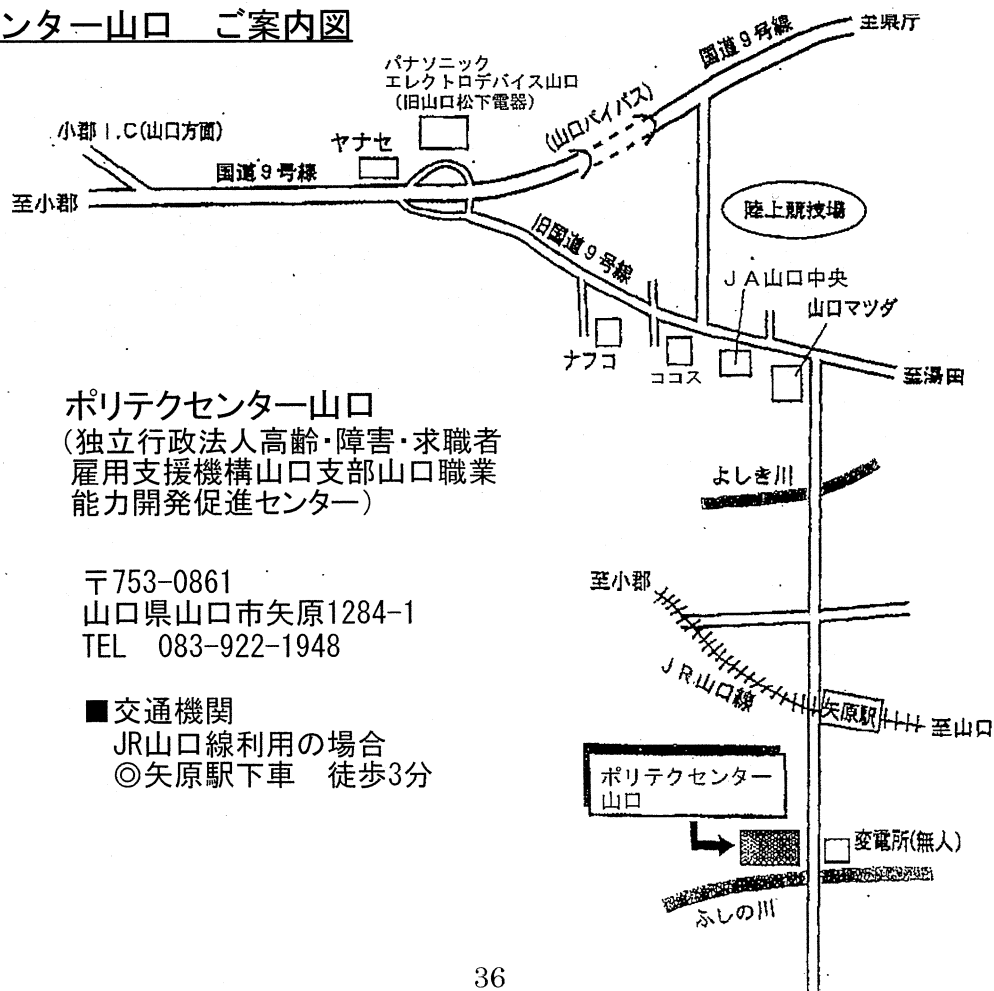 ンター山口　ご案内図
至県庁
国道9号線
パナソニック
エレクトロデバイス山口
(旧山口松下電器)
(山口バイパス)
小郡I.C(山口方面)
ヤナセ
国道9号線
至小郡
陸上競技場
旧国道9号線
JA山口中央
山口マツダ
ナフコ
ココス
至湯田
ポリテクセンター山口
(独立行政法人高齢・障害・求職者
雇用支援機構山口支部山口職業
能力開発促進センター)
よしき川
〒753-0861
山口県山口市矢原1284-1
TEL　083-922-1948
至小郡
JR山口線
矢原駅
至山口
■交通機関
JR山口線利用の場合
◎矢原駅下車　徒歩3分
ポリテクセンター
山口
変電所(無人)
ふしの川
36